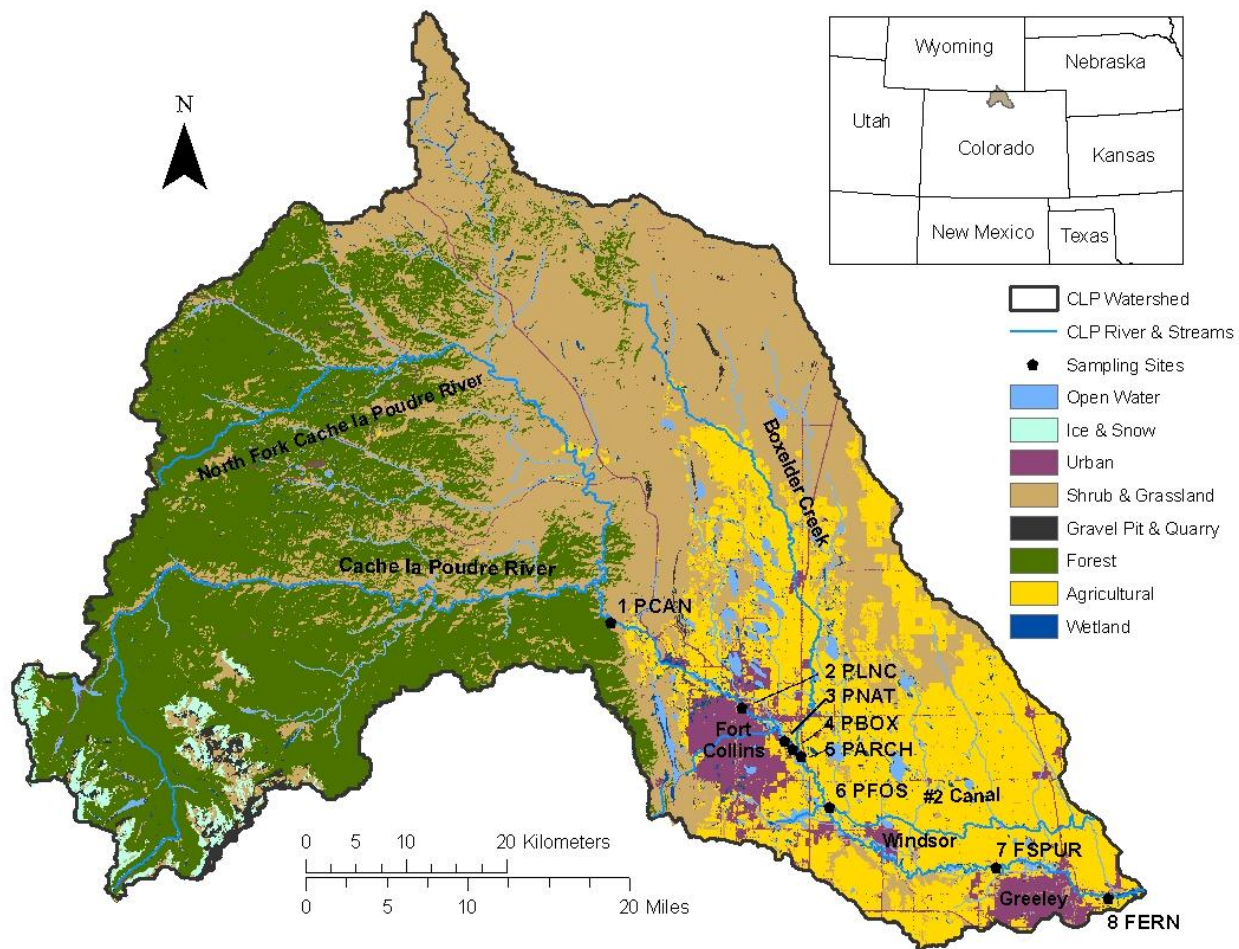 N
Wyoming
Nebraska
Utah
Colorado
Kansas
New Mexico
Texas
CLP Watershed
CLP River & Streams
Sampling Sites
Open Water
Ice & Snow
Urban
Shrub & Grassland
Gravel Pit & Quarry
Forest
Agricultural
Wetland
North Fork Cache la Poudre River
Boxelder Creek
Cache la Poudre River
1 PCAN
2 PLNC
3 PNAT
4 PBOX
5 PARCH
Fort
Collins
6 PFOS
#2 Canal
Windsor
7 FSPUR
Greeley
8 FERN
0 5 10 20 Kilometers
0 5 10 20 Miles